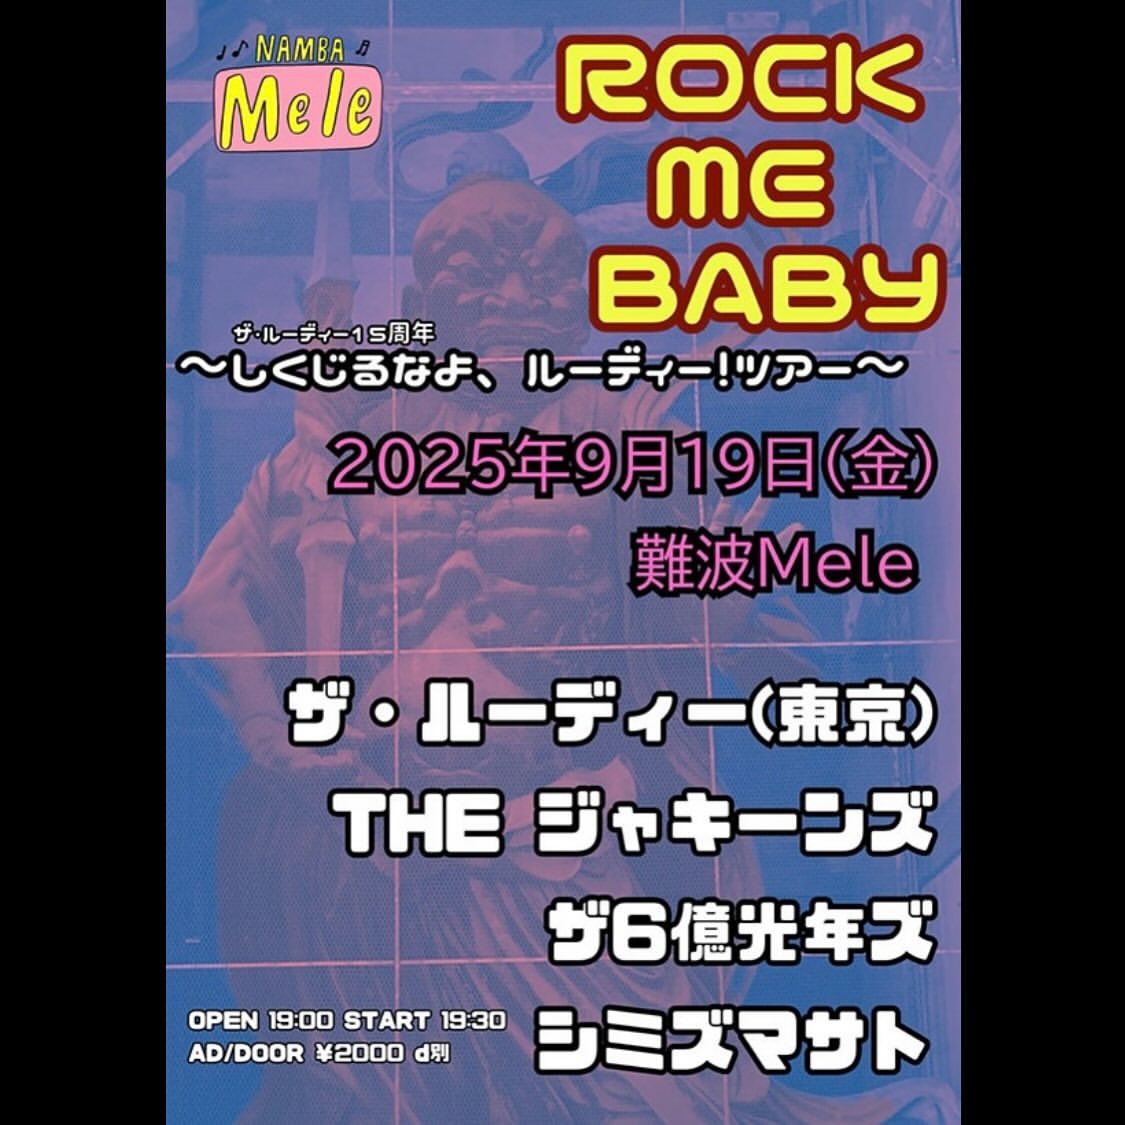 NAMBA
Mele
ROCK
ME
BABY
ザ・ルーディー15周年
〜しくじるなよ、ルーディー!ツアー〜
2025年9月19日(金)
難波Mele
ザ・ルーディー(東京)
THE ジャキーンズ
ザ6億光年ズ
シミズマサト
OPEN 19:00 START 19:30
AD/DOOR ¥2000 d別